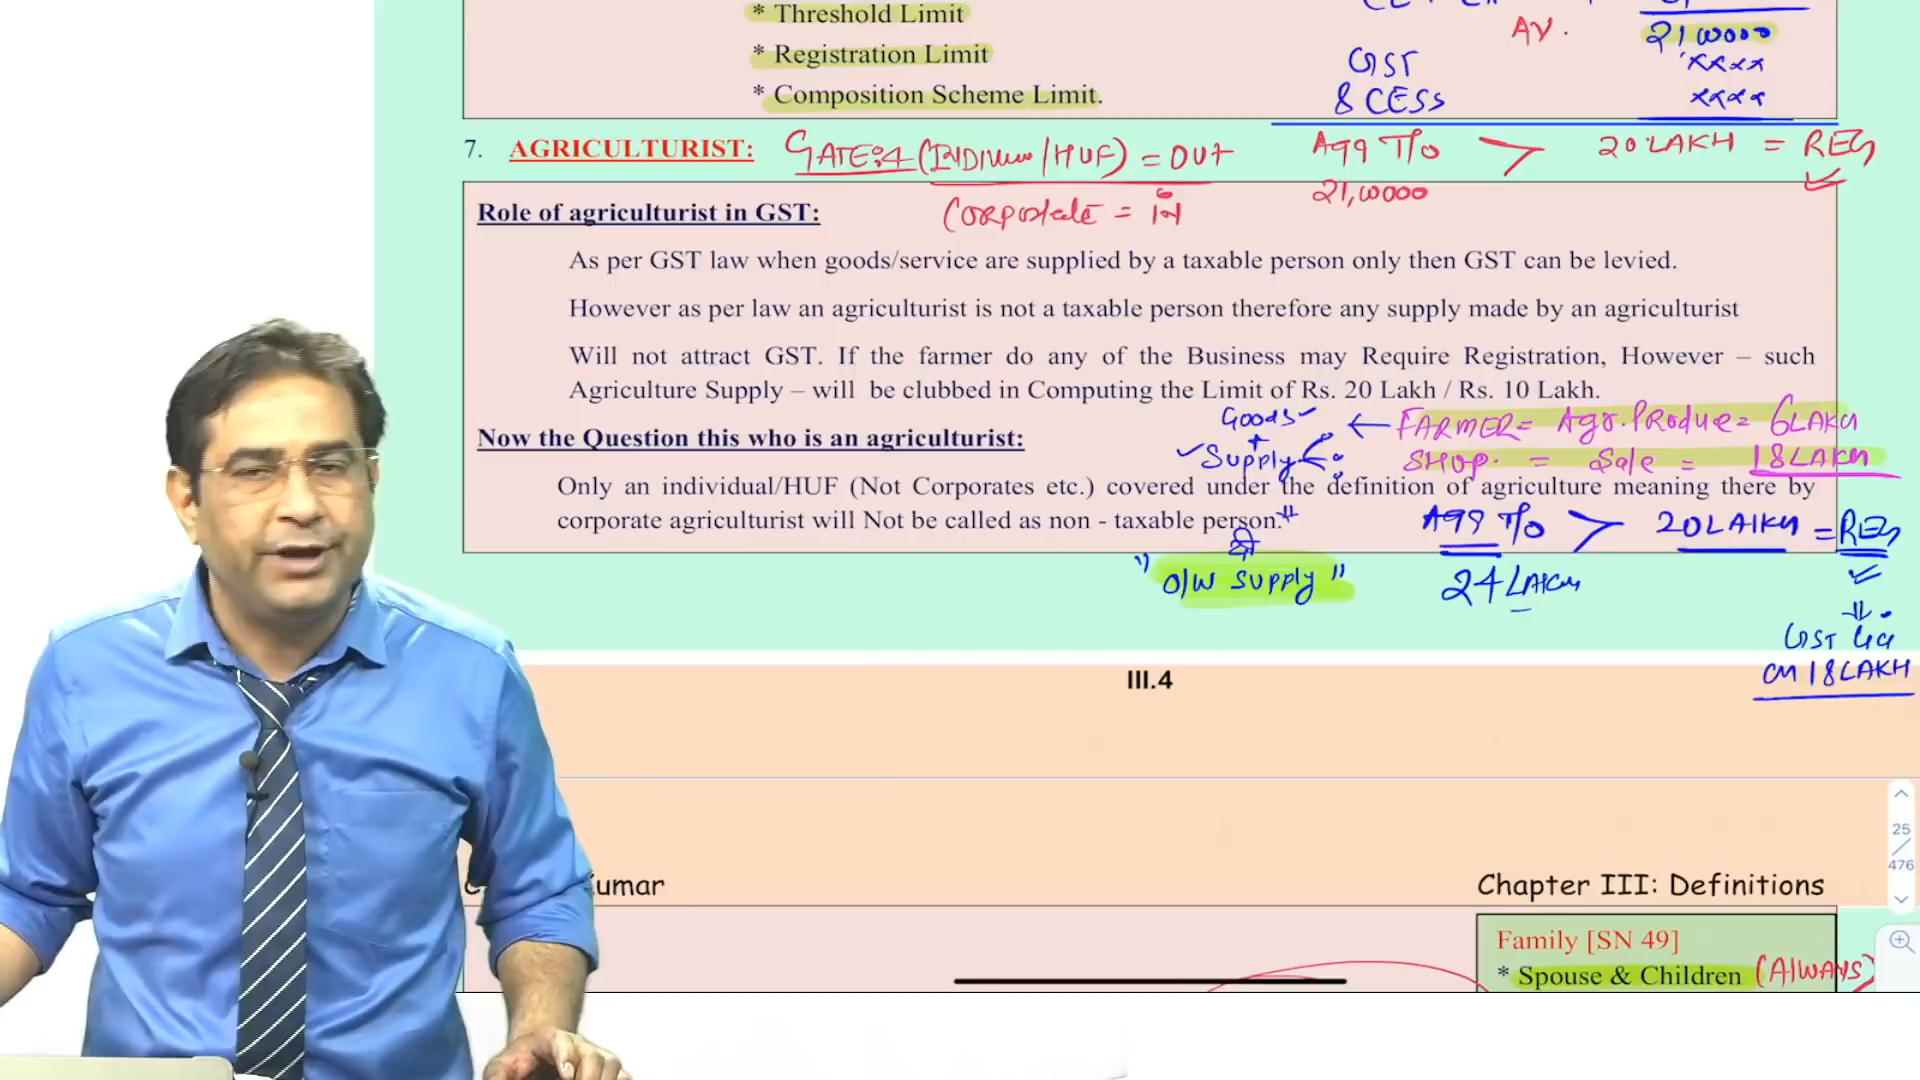 * Threshold Limit
AV.
21,00000
* Registration Limit
GST
xxxx
* Composition Scheme Limit.
& CESS
xxxx
7. AGRICULTURIST: GATE:4 (Individual/HUF) = OUT
Agg T/O > 20 LAKH = REG
Corporate = in
21,00000
Role of agriculturist in GST:
As per GST law when goods/service are supplied by a taxable person only then GST can be levied.
However as per law an agriculturist is not a taxable person therefore any supply made by an agriculturist
Will not attract GST. If the farmer do any of the Business may Require Registration, However – such
Agriculture Supply – will be clubbed in Computing the Limit of Rs. 20 Lakh / Rs. 10 Lakh.
Goods
+
← FARMER = Agr. Produce = 6 LAKH
Supply
SHOP. = Sale = 18 LAKH
Now the Question this who is an agriculturist:
Only an individual/HUF (Not Corporates etc.) covered under the definition of agriculture meaning there by
corporate agriculturist will Not be called as non - taxable person.
Agg T/O > 20 LAKH = REG
की
" O/W Supply "
24 LAKH
GST
on 18 LAKH
III.4
25
/
476
umar
Chapter III: Definitions
Family [SN 49]
* Spouse & Children (Always)